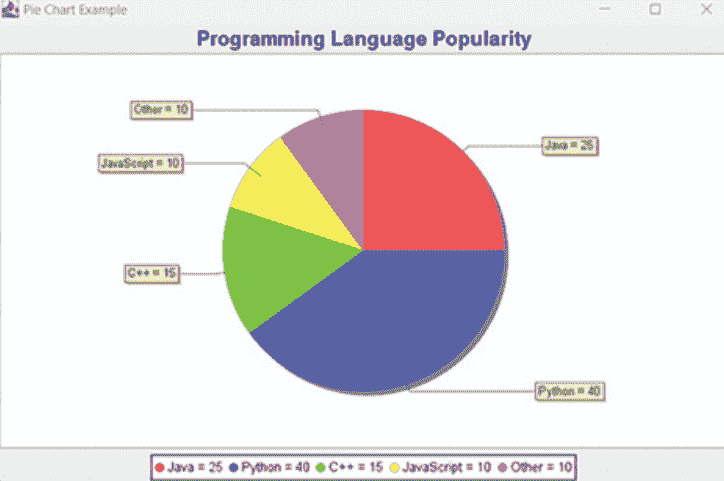 Pie Chart Example
Programming Language Popularity
Other = 10
Java = 25
JavaScript = 10
C++ = 15
Python = 40
Java = 25 Python = 40 C++ = 15 JavaScript = 10 Other = 10